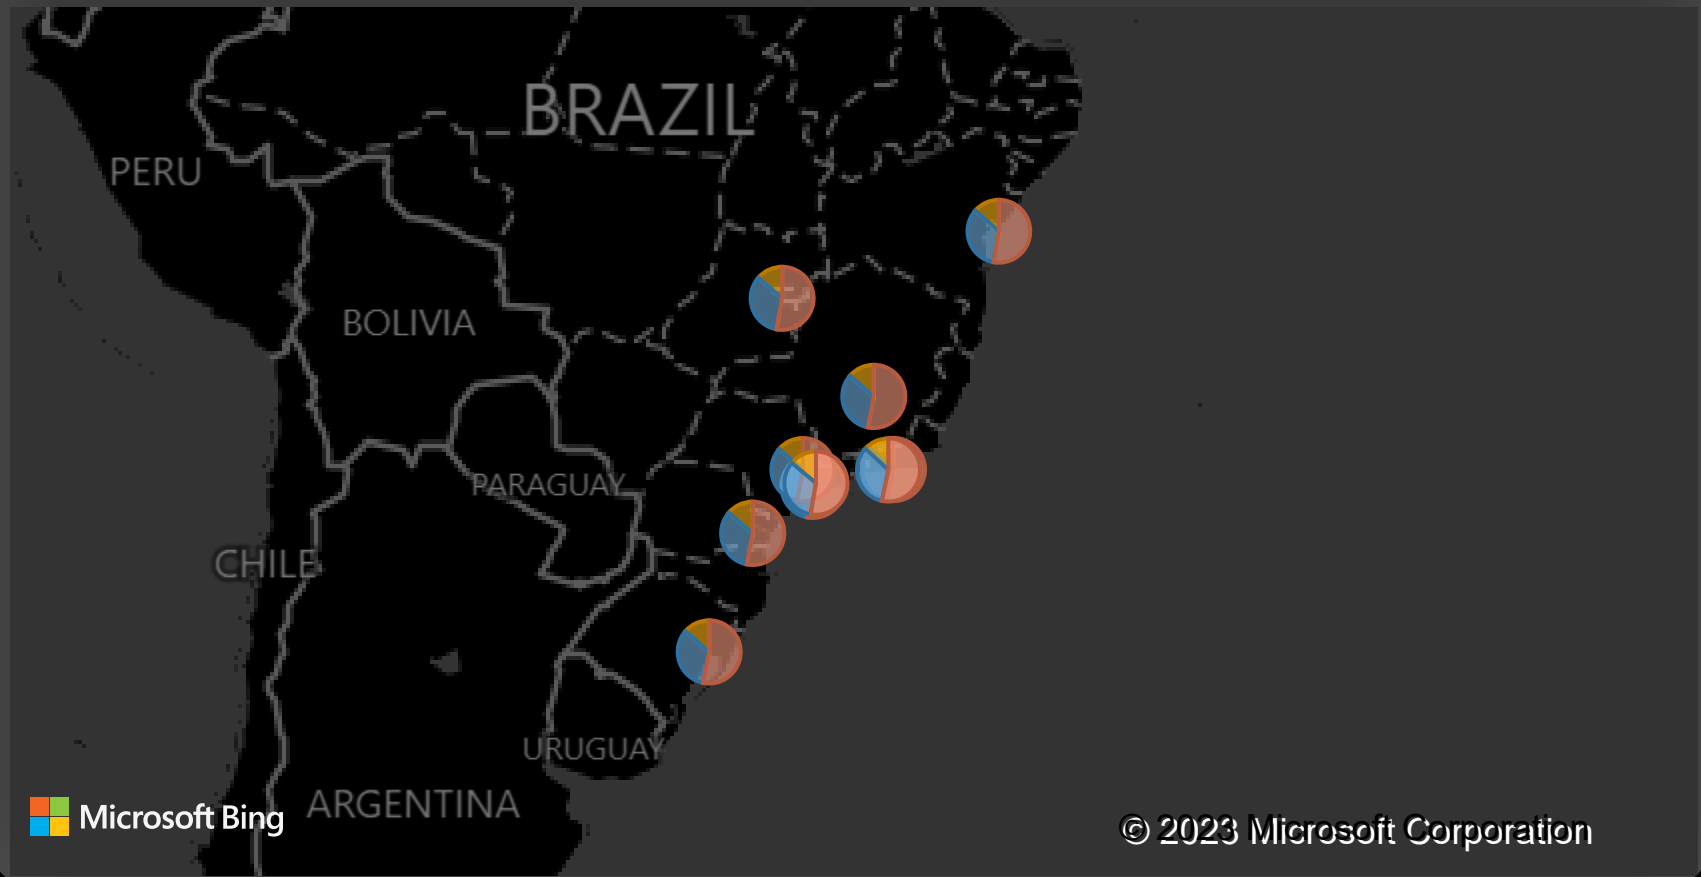 BRAZIL
PERU
BOLIVIA
PARAGUAY
CHILE
URUGUAY
ARGENTINA
Microsoft Bing
© 2023 Microsoft Corporation